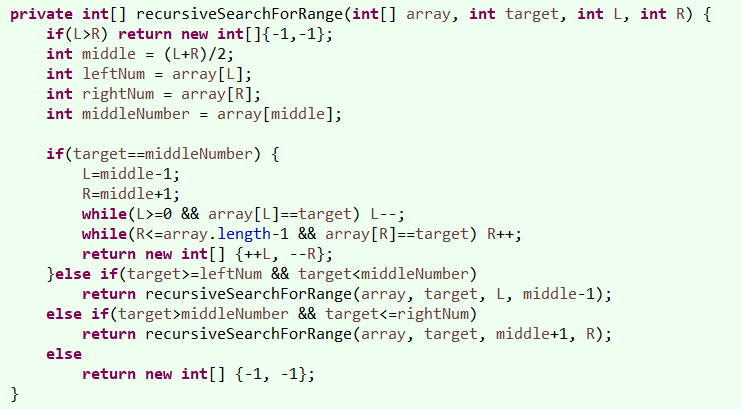 private int[] recursiveSearchForRange(int[] array, int target, int L, int R) {
    if(L>R) return new int[]{-1,-1};
    int middle = (L+R)/2;
    int leftNum = array[L];
    int rightNum = array[R];
    int middleNumber = array[middle];

    if(target==middleNumber) {
        L=middle-1;
        R=middle+1;
        while(L>=0 && array[L]==target) L--;
        while(R<=array.length-1 && array[R]==target) R++;
        return new int[] {++L, --R};
    }else if(target>=leftNum && target<middleNumber)
        return recursiveSearchForRange(array, target, L, middle-1);
    else if(target>middleNumber && target<=rightNum)
        return recursiveSearchForRange(array, target, middle+1, R);
    else
        return new int[] {-1, -1};
}